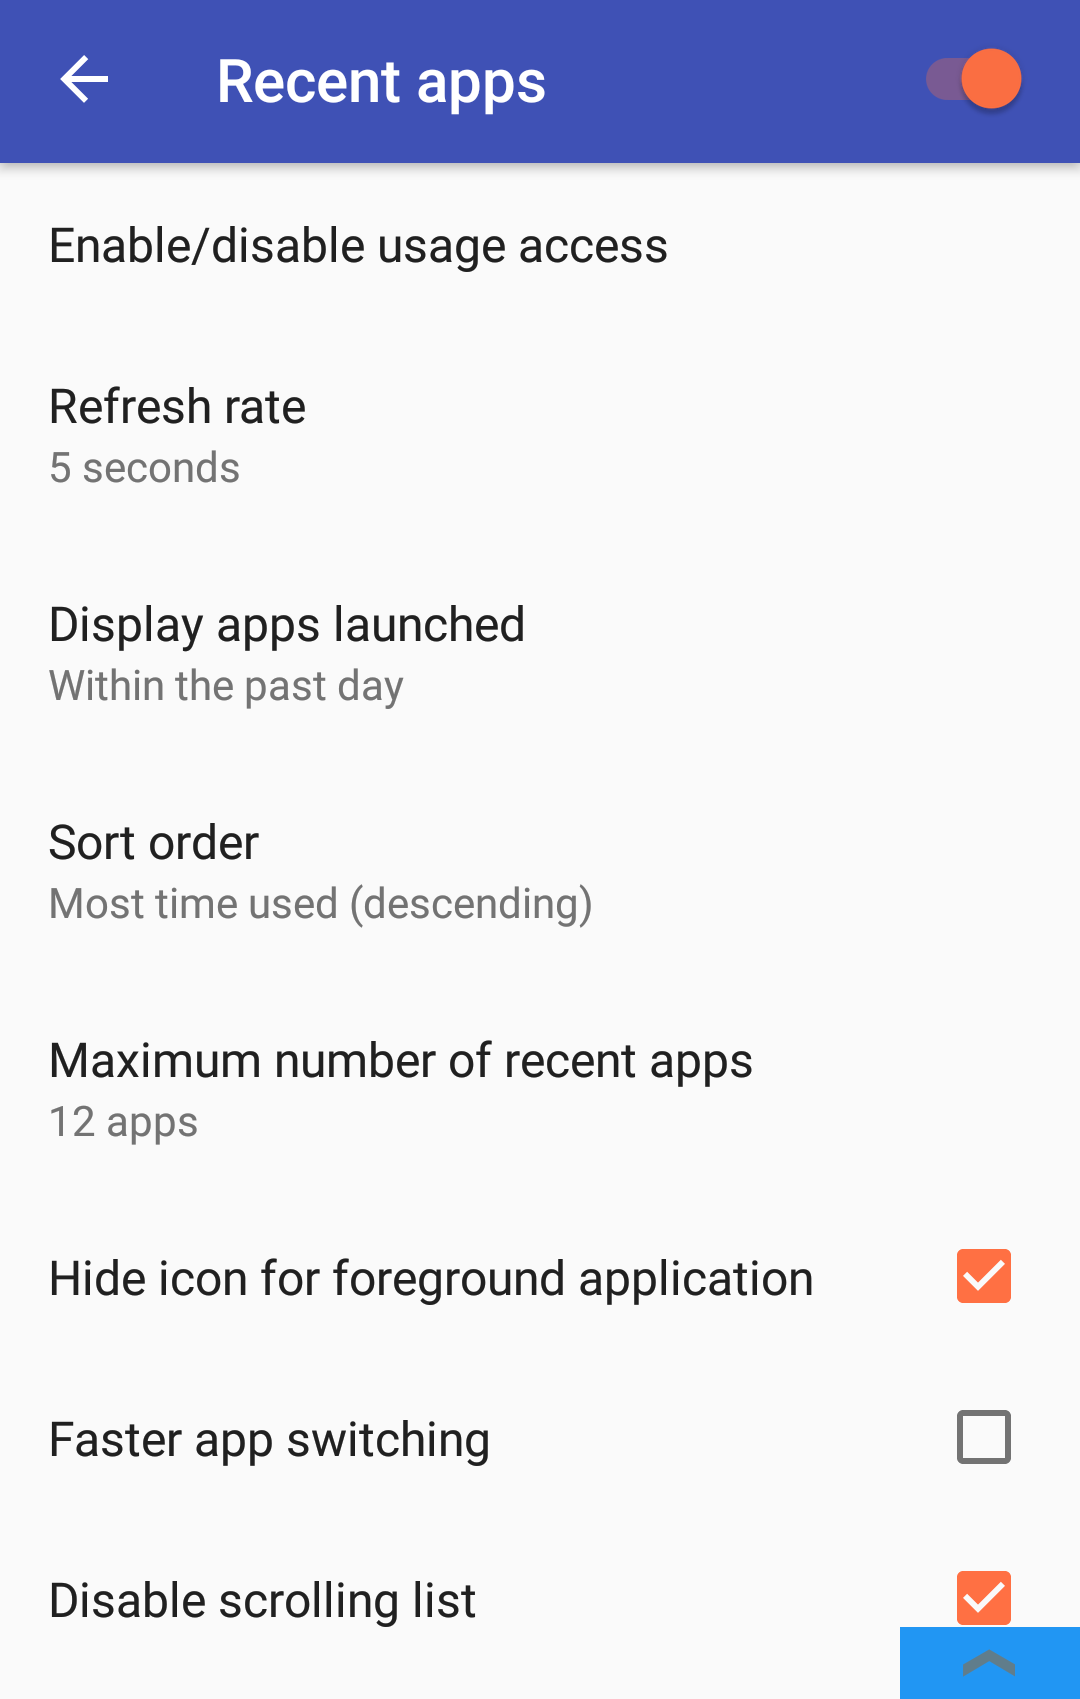 Recent apps
Enable/disable usage access
Refresh rate
5 seconds
Display apps launched
Within the past day
Sort order
Most time used (descending)
Maximum number of recent apps
12 apps
Hide icon for foreground application
Faster app switching
Disable scrolling list